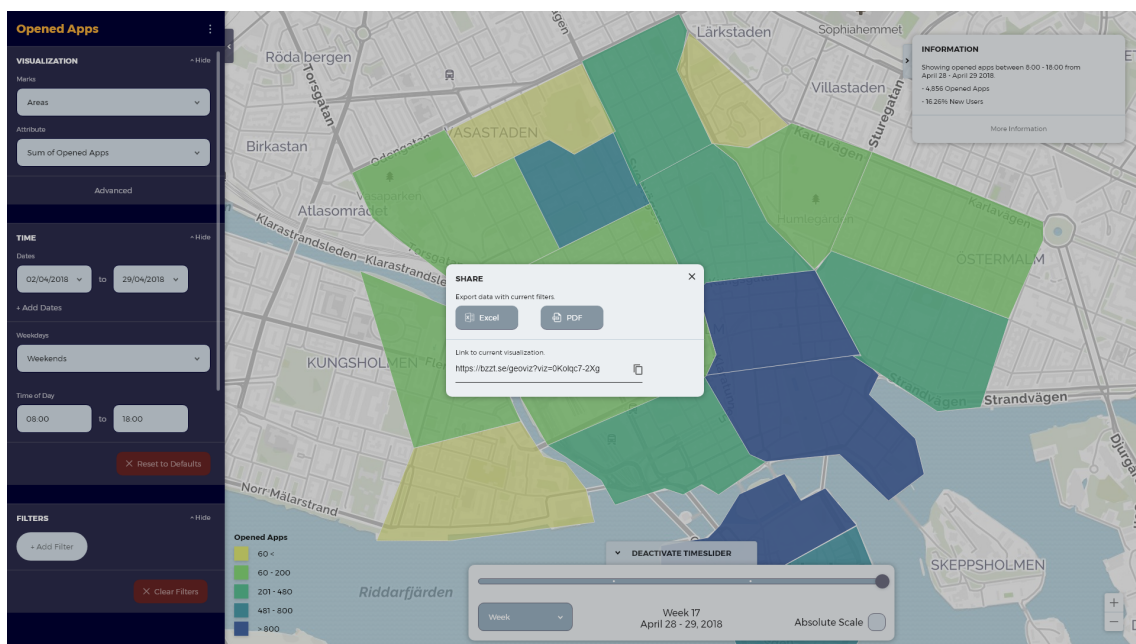 Opened Apps
VISUALIZATION
Hide
Marks
Areas
Attribute
Sum of Opened Apps
Advanced
TIME
Hide
Dates
02/04/2018 to 29/04/2018
+ Add Dates
Weekdays
Weekends
Time of Day
08:00 to 18:00
Reset to Defaults
FILTERS
Hide
+ Add Filter
Clear Filters
Röda bergen
Torsgatan
Birkastan
Odengatan
VASASTADEN
Vasaparken
Atlasområdet
Klarastrandsleden
Klarastrandsleden
KUNGSHOLMEN
Norr Mälarstrand
Riddarfjärden
Lärkstaden
Sophiahemmet
Villastaden
Sturegatan
Karlavägen
Humlegården
Karlavägen
ÖSTERMALM
Strandvägen
Strandvägen
SKEPPSHOLMEN
INFORMATION
Showing opened apps between 8:00 - 18:00 from
April 28 - April 29 2018.
- 4,856 Opened Apps
- 16.26% New Users
More Information
SHARE
Export data with current filters.
Excel
PDF
Link to current visualization.
https://bzzt.se/geoviz?viz=0Kolqc7-2Xg
Opened Apps
60 <
60 - 200
201 - 480
481 - 800
> 800
DEACTIVATE TIMESLIDER
Week
Week 17
April 28 - 29, 2018
Absolute Scale
+
−